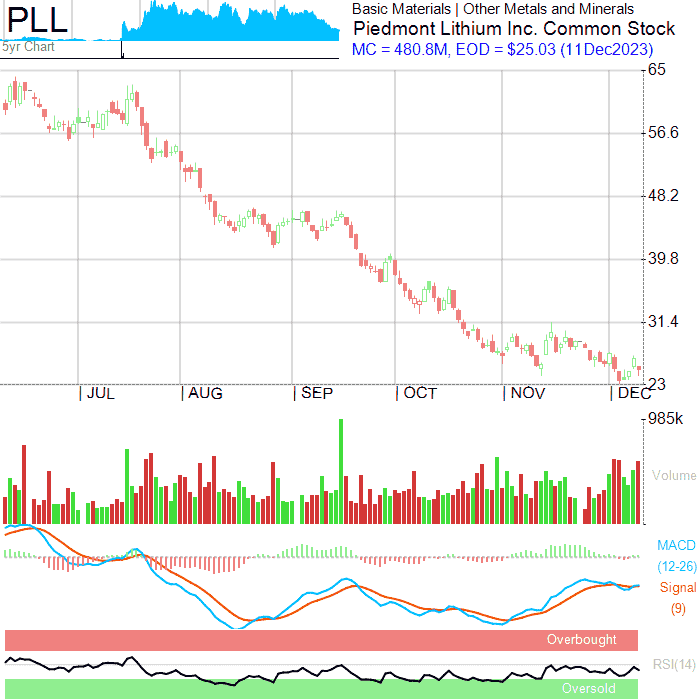 PLL
5yr Chart
Basic Materials | Other Metals and Minerals
Piedmont Lithium Inc. Common Stock
MC = 480.8M, EOD = $25.03 (11Dec2023)
65
56.6
48.2
39.8
31.4
23
JUL AUG SEP OCT NOV DEC
985k
Volume
MACD
(12-26)
Signal
(9)
Overbought
RSI(14)
Oversold